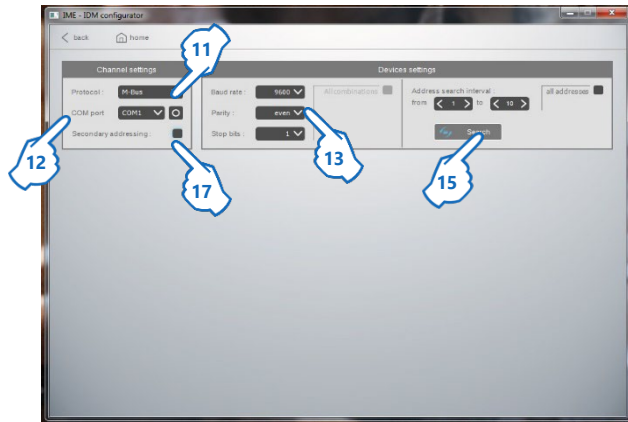 IME - IDM configurator
back
home
11
Channel settings
Devices settings
Protocol :
M-Bus
COM port
COM1
Secondary addressing :
Baud rate :
9600
Parity :
even
Stop bits :
1
All combinations
Address search interval :
from
1
to
10
all addresses
Search
12
17
13
15